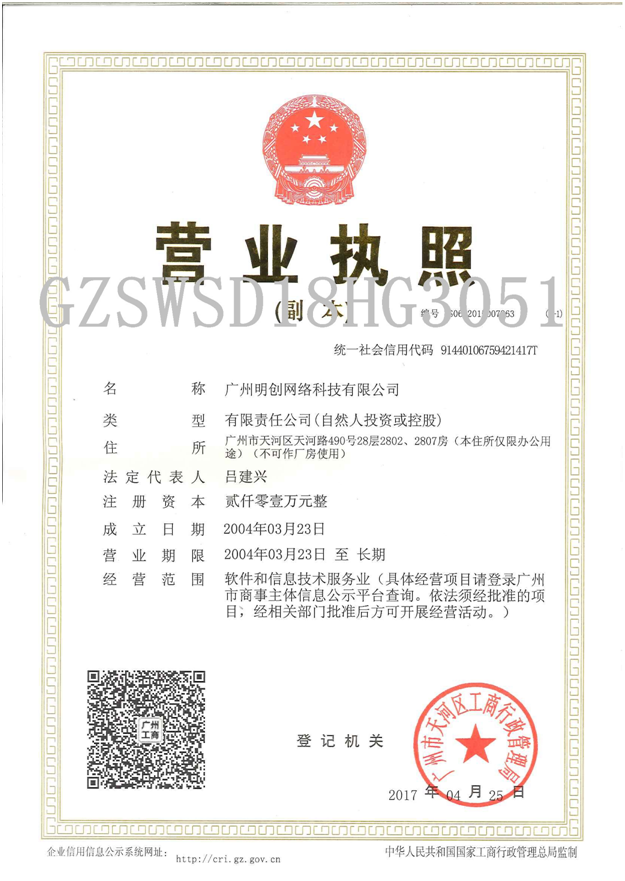 营业执照
GZSWSD18HG3051
(副 本)
编号
统一社会信用代码 91440106759421417T
名 称 广州明创网络科技有限公司
类 型 有限责任公司(自然人投资或控股)
住 所 广州市天河区天河路490号28层2802、2807房（本住所仅限办公用
途）（不可作厂房使用）
法定代表人 吕建兴
注册资本 贰仟零壹万元整
成立日期 2004年03月23日
营业期限 2004年03月23日 至 长期
经营范围 软件和信息技术服务业（具体经营项目请登录广州
市商事主体信息公示平台查询。依法须经批准的项
目，经相关部门批准后方可开展经营活动。）
广州
工商
登记机关
广州市天河区工商行政管理局
2017 年 04 月 25 日
企业信用信息公示系统网址： http://cri.gz.gov.cn
中华人民共和国国家工商行政管理总局监制